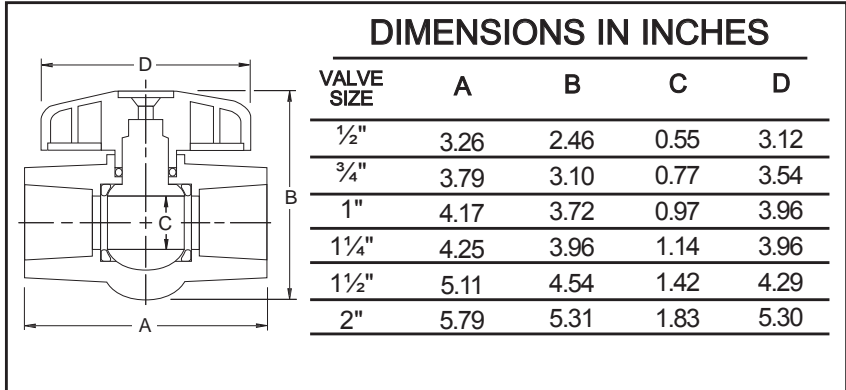 DIMENSIONS IN INCHES
VALVE SIZE A B C D
½" 3.26 2.46 0.55 3.12
¾" 3.79 3.10 0.77 3.54
1" 4.17 3.72 0.97 3.96
1¼" 4.25 3.96 1.14 3.96
1½" 5.11 4.54 1.42 4.29
2" 5.79 5.31 1.83 5.30
D
B
C
A